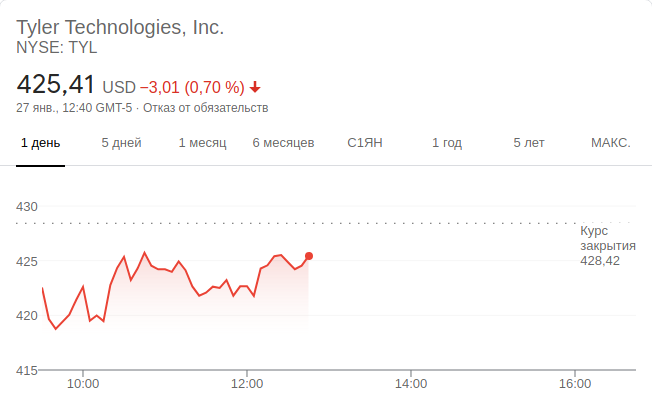 Tyler Technologies, Inc.
NYSE: TYL
425,41 USD −3,01 (0,70 %)
27 янв., 12:40 GMT-5 · Отказ от обязательств
1 день 5 дней 1 месяц 6 месяцев С1ЯН 1 год 5 лет МАКС.
430
Курс
закрытия
428,42
425
420
415
10:00 12:00 14:00 16:00